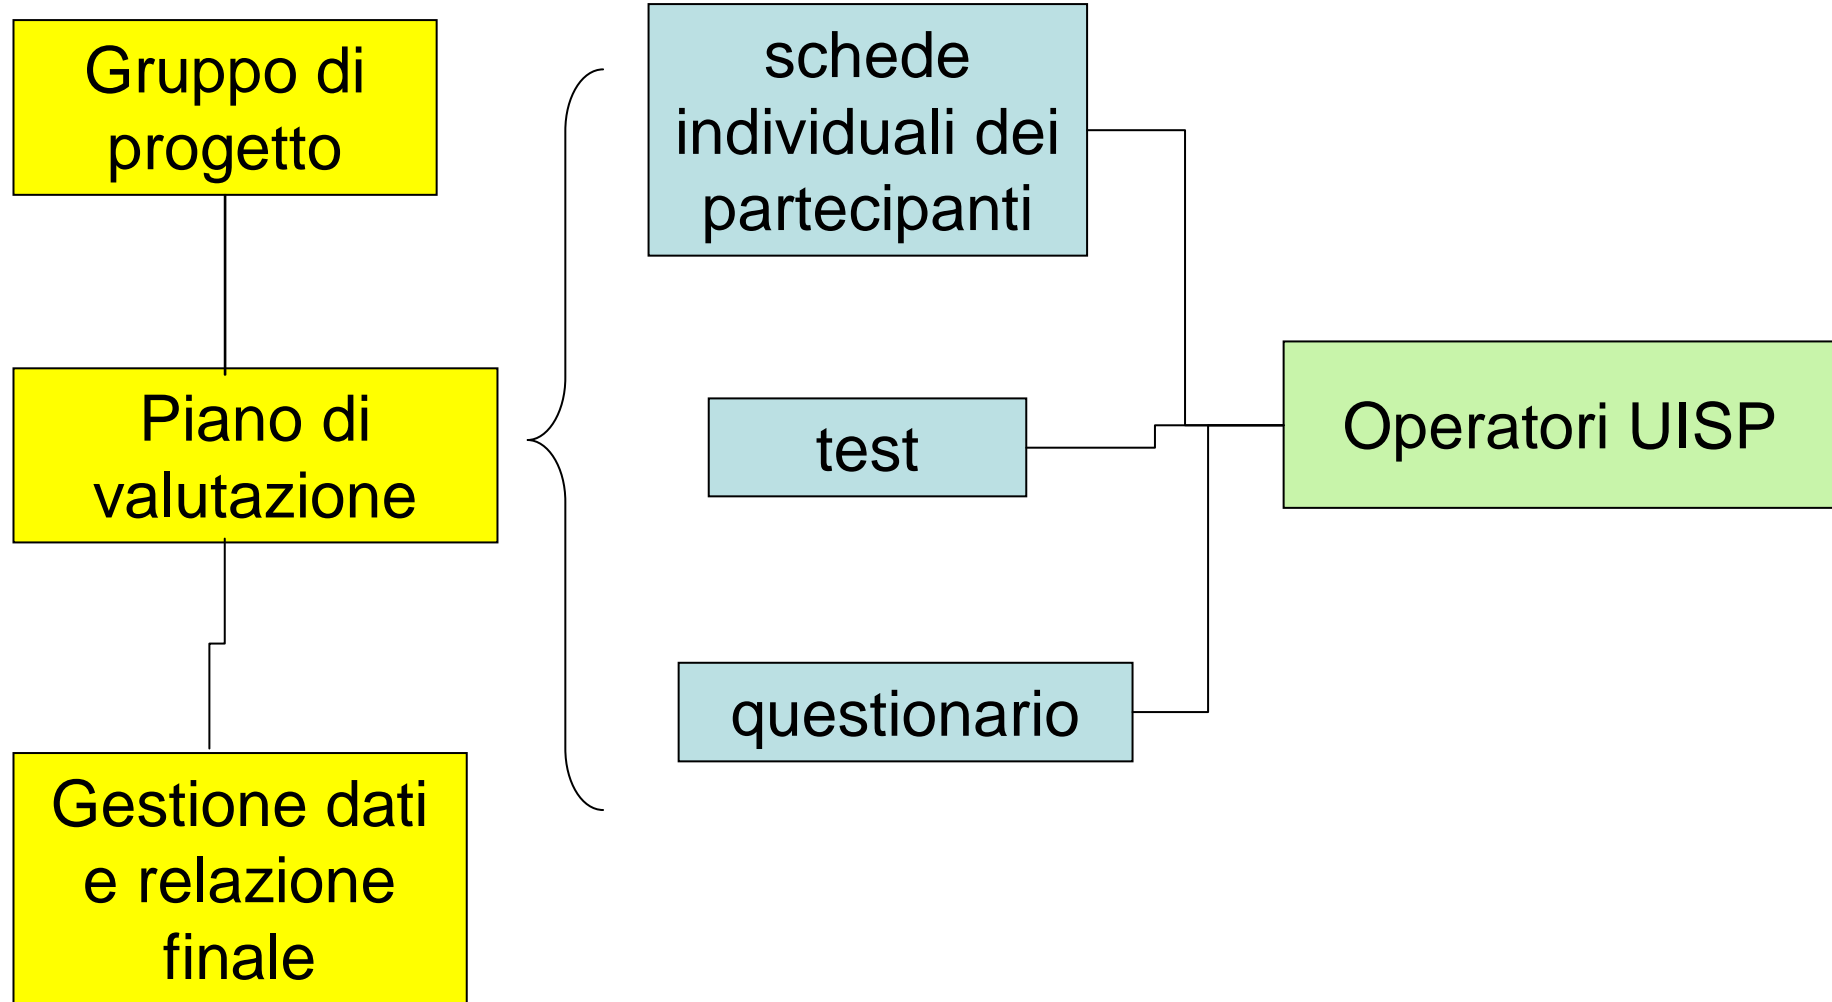 Gruppo di
progetto
Piano di
valutazione
Gestione dati
e relazione
finale
schede
individuali dei
partecipanti
test
questionario
Operatori UISP